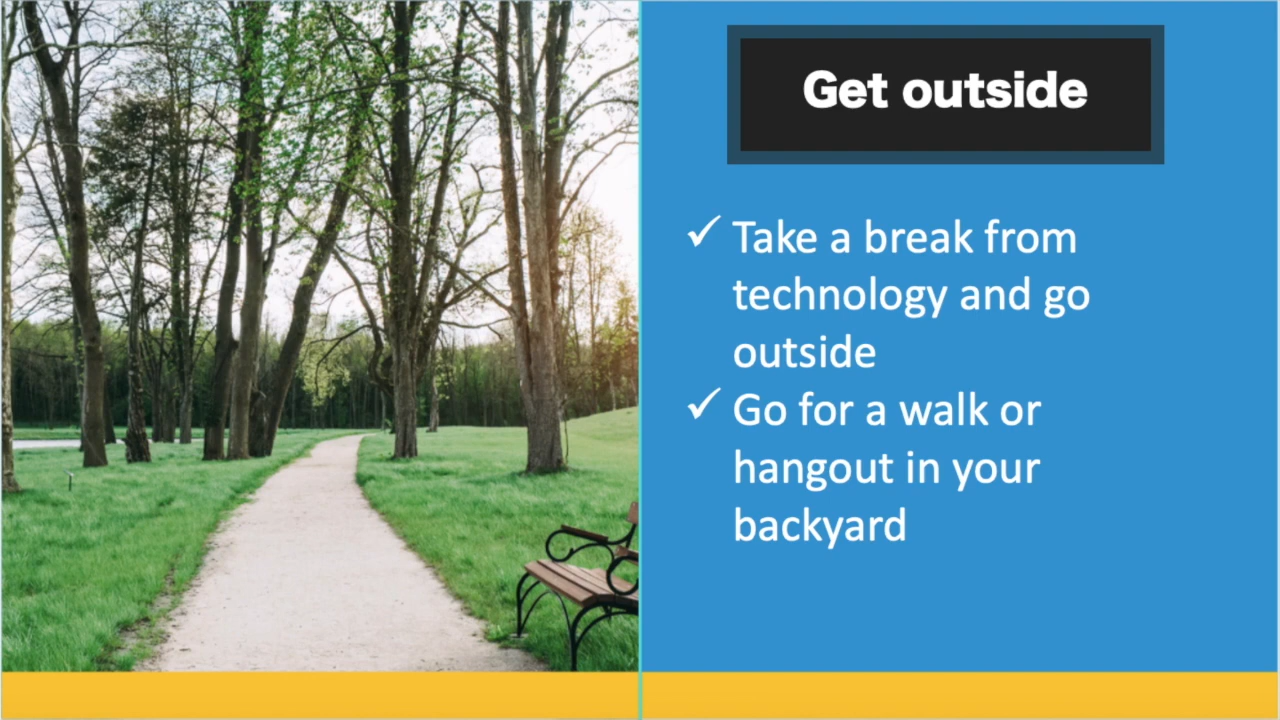 Get outside
✓ Take a break from
technology and go
outside
✓ Go for a walk or
hangout in your
backyard